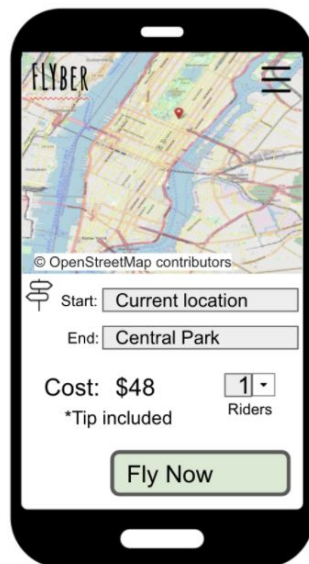 FLYBER
© OpenStreetMap contributors
Start: Current location
End: Central Park
Cost: $48
1
*Tip included
Riders
Fly Now